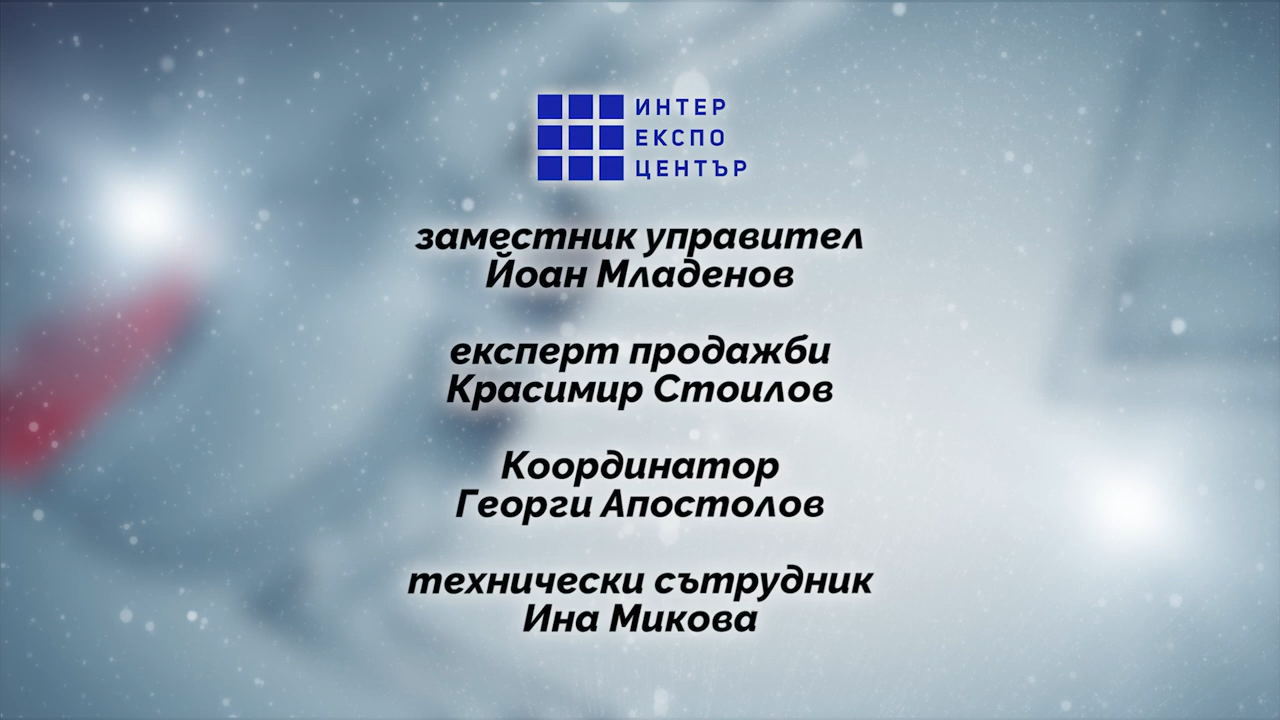 ИНТЕР
ЕКСПО
ЦЕНТЪР
заместник управител
Йоан Младенов
експерт продажби
Красимир Стоилов
Координатор
Георги Апостолов
технически сътрудник
Ина Микова